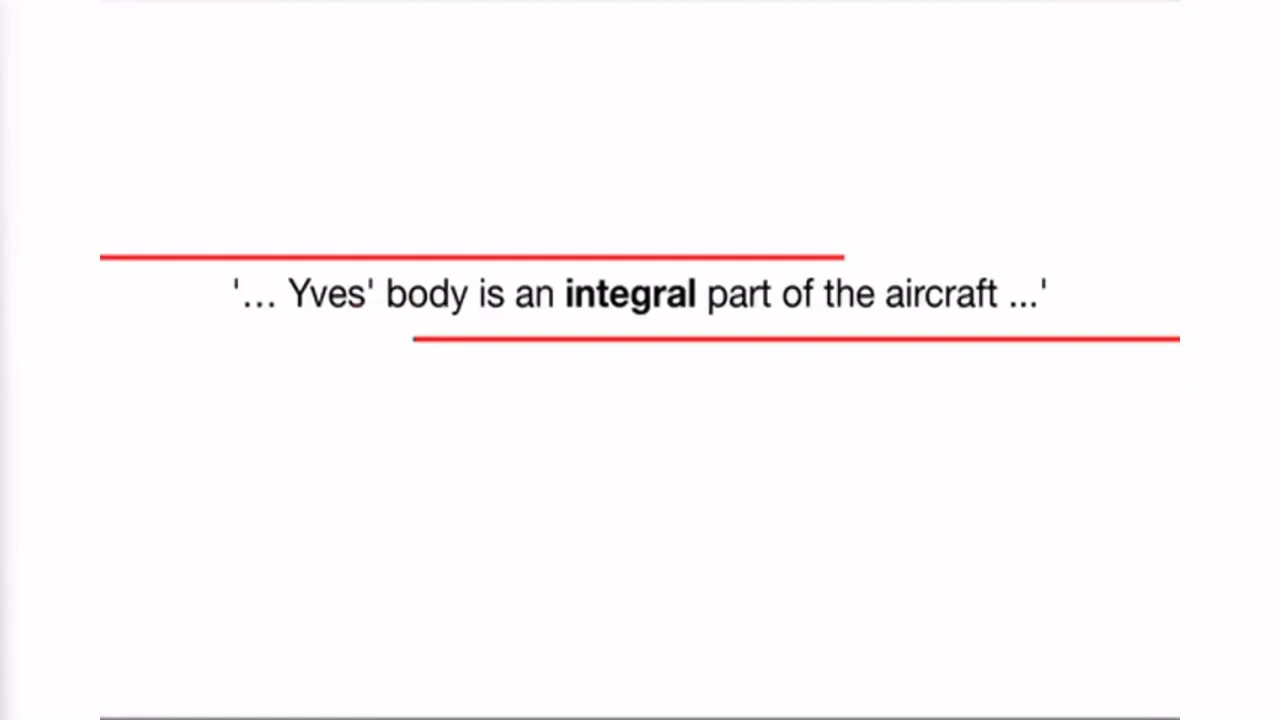 '... Yves' body is an integral part of the aircraft ...'